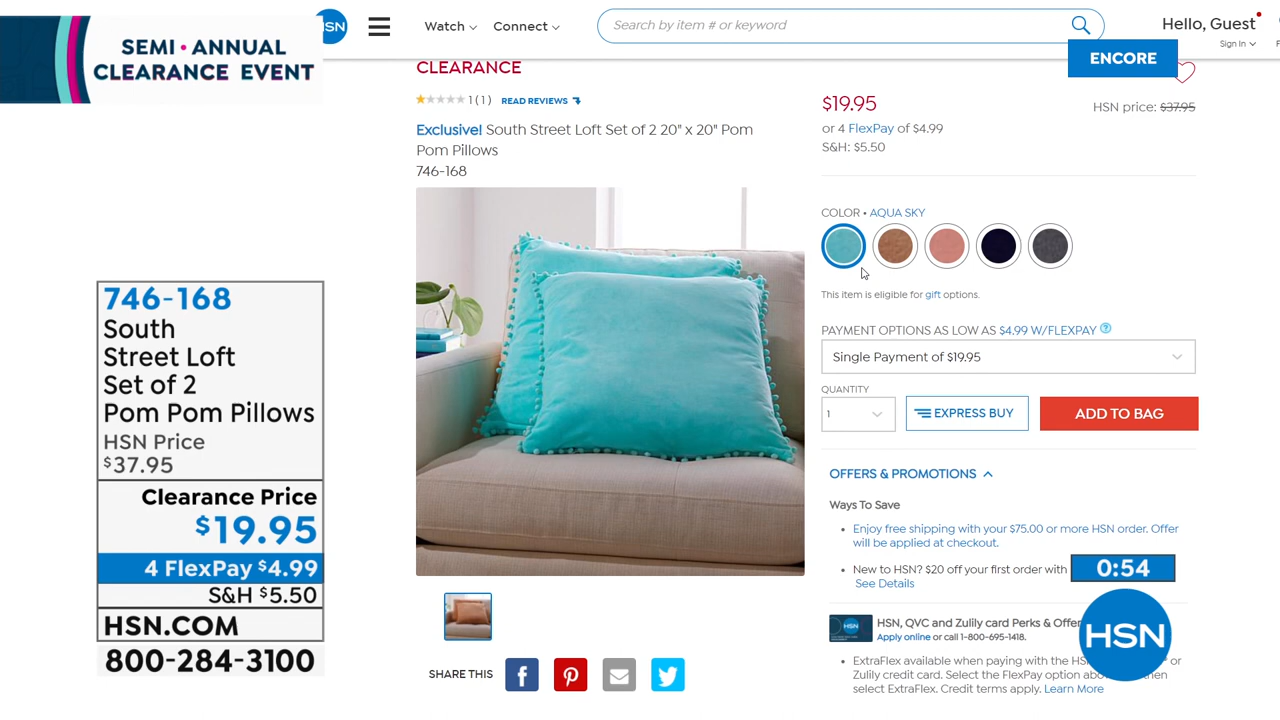 SEMI • ANNUAL
CLEARANCE EVENT
HSN
Watch
Connect
Search by item # or keyword
Hello, Guest
Sign In
ENCORE
CLEARANCE
1 (1)
READ REVIEWS
Exclusive! South Street Loft Set of 2 20" x 20" Pom
Pom Pillows
746-168
$19.95
HSN price: $37.95
or 4 FlexPay of $4.99
S&H: $5.50
COLOR • AQUA SKY
This item is eligible for gift options.
PAYMENT OPTIONS AS LOW AS $4.99 W/FLEXPAY ?
Single Payment of $19.95
QUANTITY
1
EXPRESS BUY
ADD TO BAG
OFFERS & PROMOTIONS
Ways To Save
• Enjoy free shipping with your $75.00 or more HSN order. Offer
will be applied at checkout.
• New to HSN? $20 off your first order with
See Details
0:54
HSN
HSN, QVC and Zulily card Perks & Offer
Apply online or call 1-800-695-1418.
HSN
• ExtraFlex available when paying with the or
Zulily credit card. Select the FlexPay option then
select ExtraFlex. Credit terms apply. Learn More
SHARE THIS
f
746-168
South
Street Loft
Set of 2
Pom Pom Pillows
HSN Price
$37.95
Clearance Price
$19.95
4 FlexPay $4.99
S&H $5.50
HSN.COM
800-284-3100